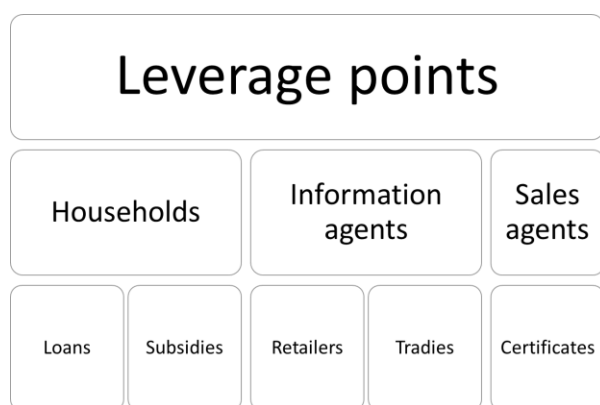 Leverage points
Households
Information
agents
Sales
agents
Loans
Subsidies
Retailers
Tradies
Certificates